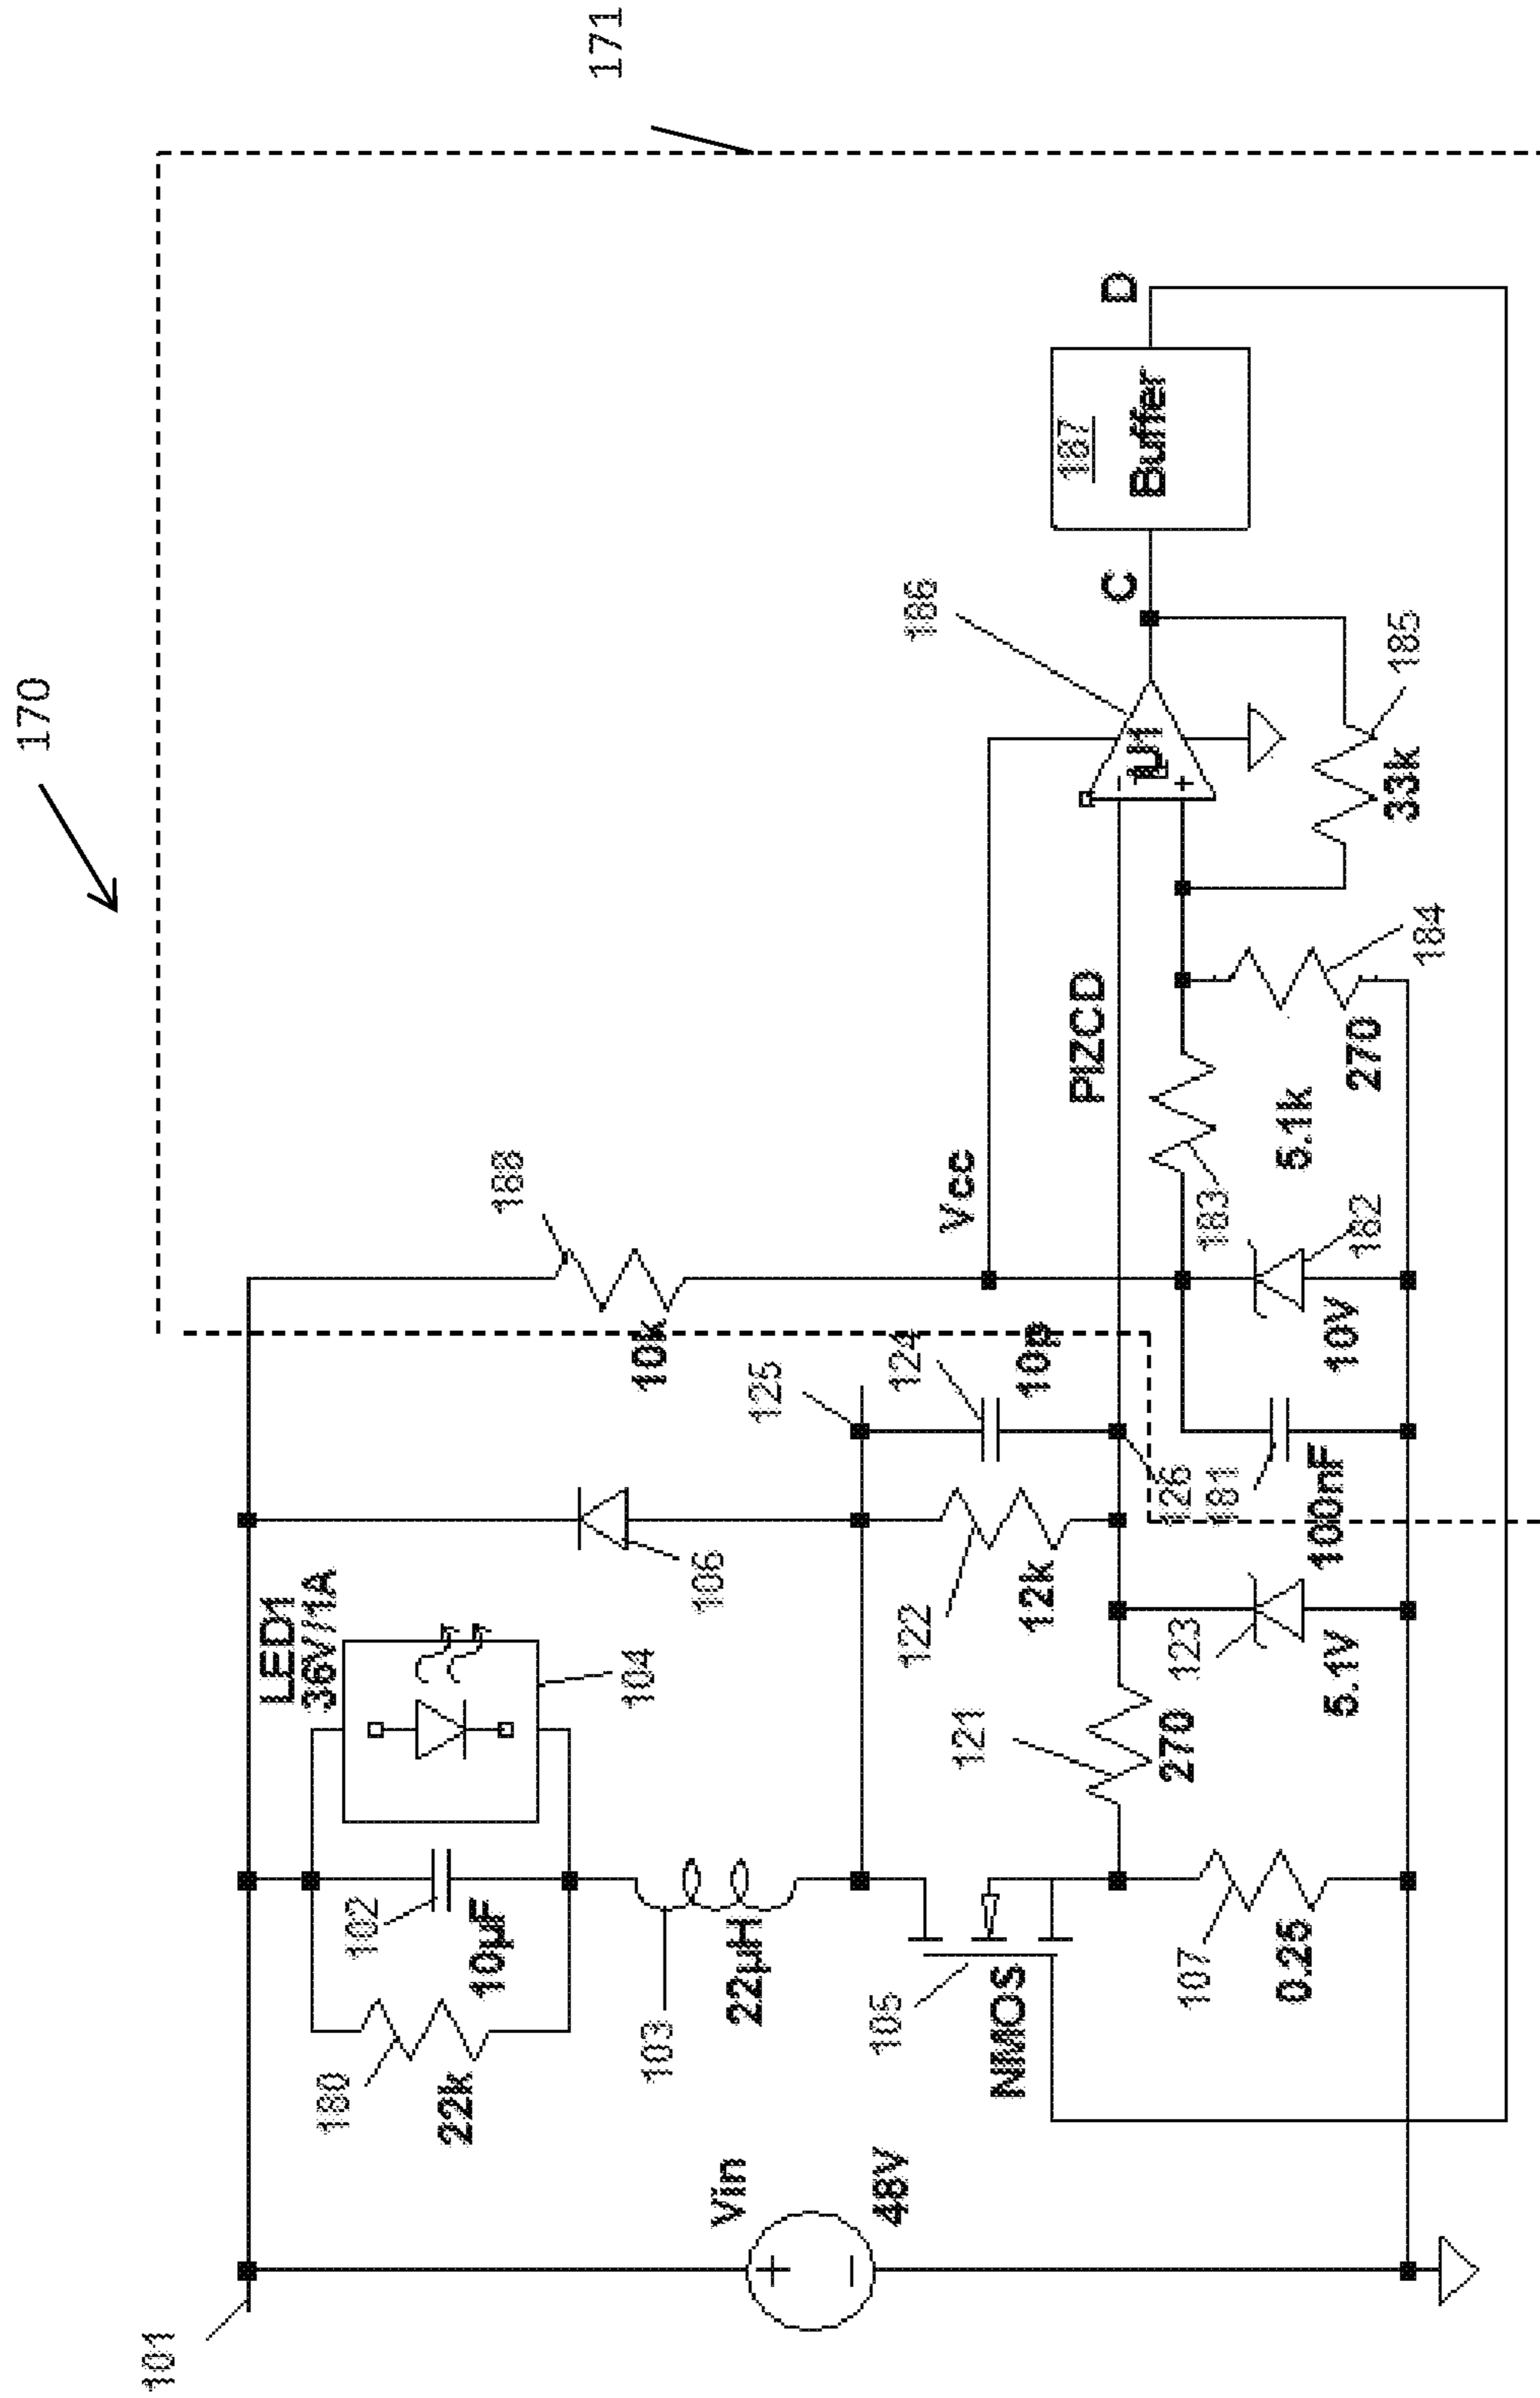 170
171
101
Vin
48V
180
22k
102
10µF
LED1
36V/1A
104
103
22µH
105
NMOS
107
0.25
106
125
124
10p
122
12k
121
270
123
5.1V
126
181
100nF
188
10k
Vcc
PIZCD
182
10V
183
5.1k
184
270
185
33k
186
U1
-
+
C
187
Buffer
D